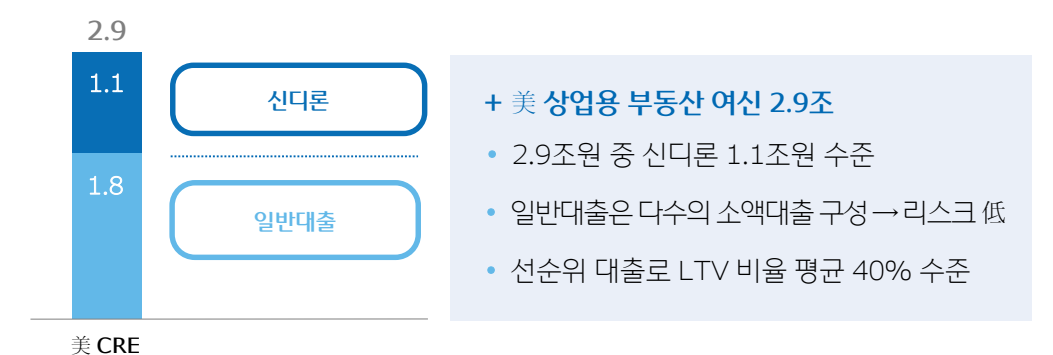 2.9
1.1
신디론
1.8
일반대출
美 CRE
+ 美 상업용 부동산 여신 2.9조
• 2.9조원 중 신디론 1.1조원 수준
• 일반대출은 다수의 소액대출 구성→리스크 低
• 선순위 대출로 LTV 비율 평균 40% 수준